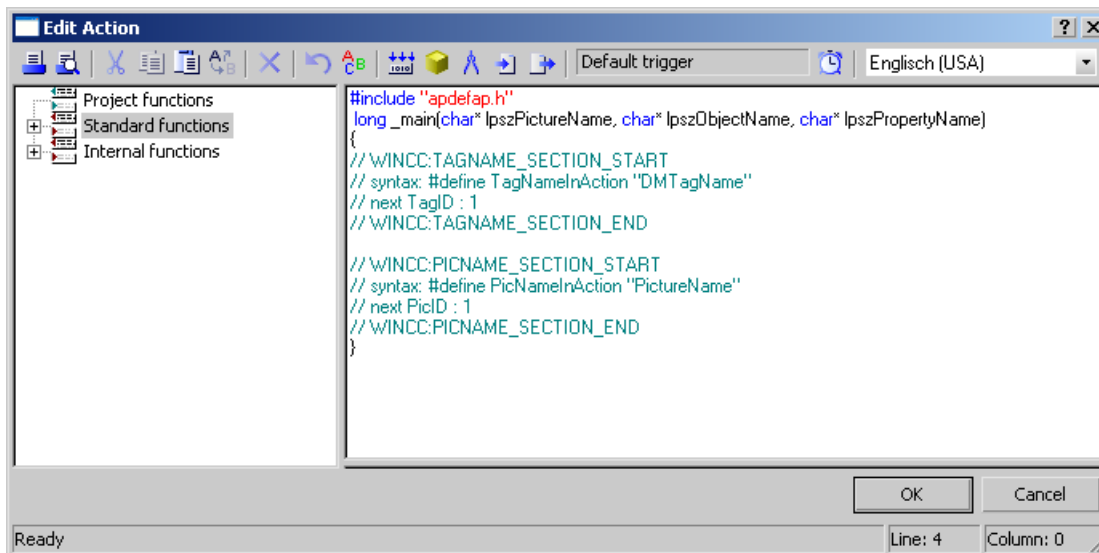 Edit Action
Default trigger
Englisch (USA)
Project functions
Standard functions
Internal functions
#include "apdefap.h"
long _main(char* lpszPictureName, char* lpszObjectName, char* lpszPropertyName)
{
// WINCC:TAGNAME_SECTION_START
// syntax: #define TagNameInAction "DMTagName"
// next TagID : 1
// WINCC:TAGNAME_SECTION_END
// WINCC:PICNAME_SECTION_START
// syntax: #define PicNameInAction "PictureName"
// next PicID : 1
// WINCC:PICNAME_SECTION_END
}
OK
Cancel
Ready
Line: 4
Column: 0